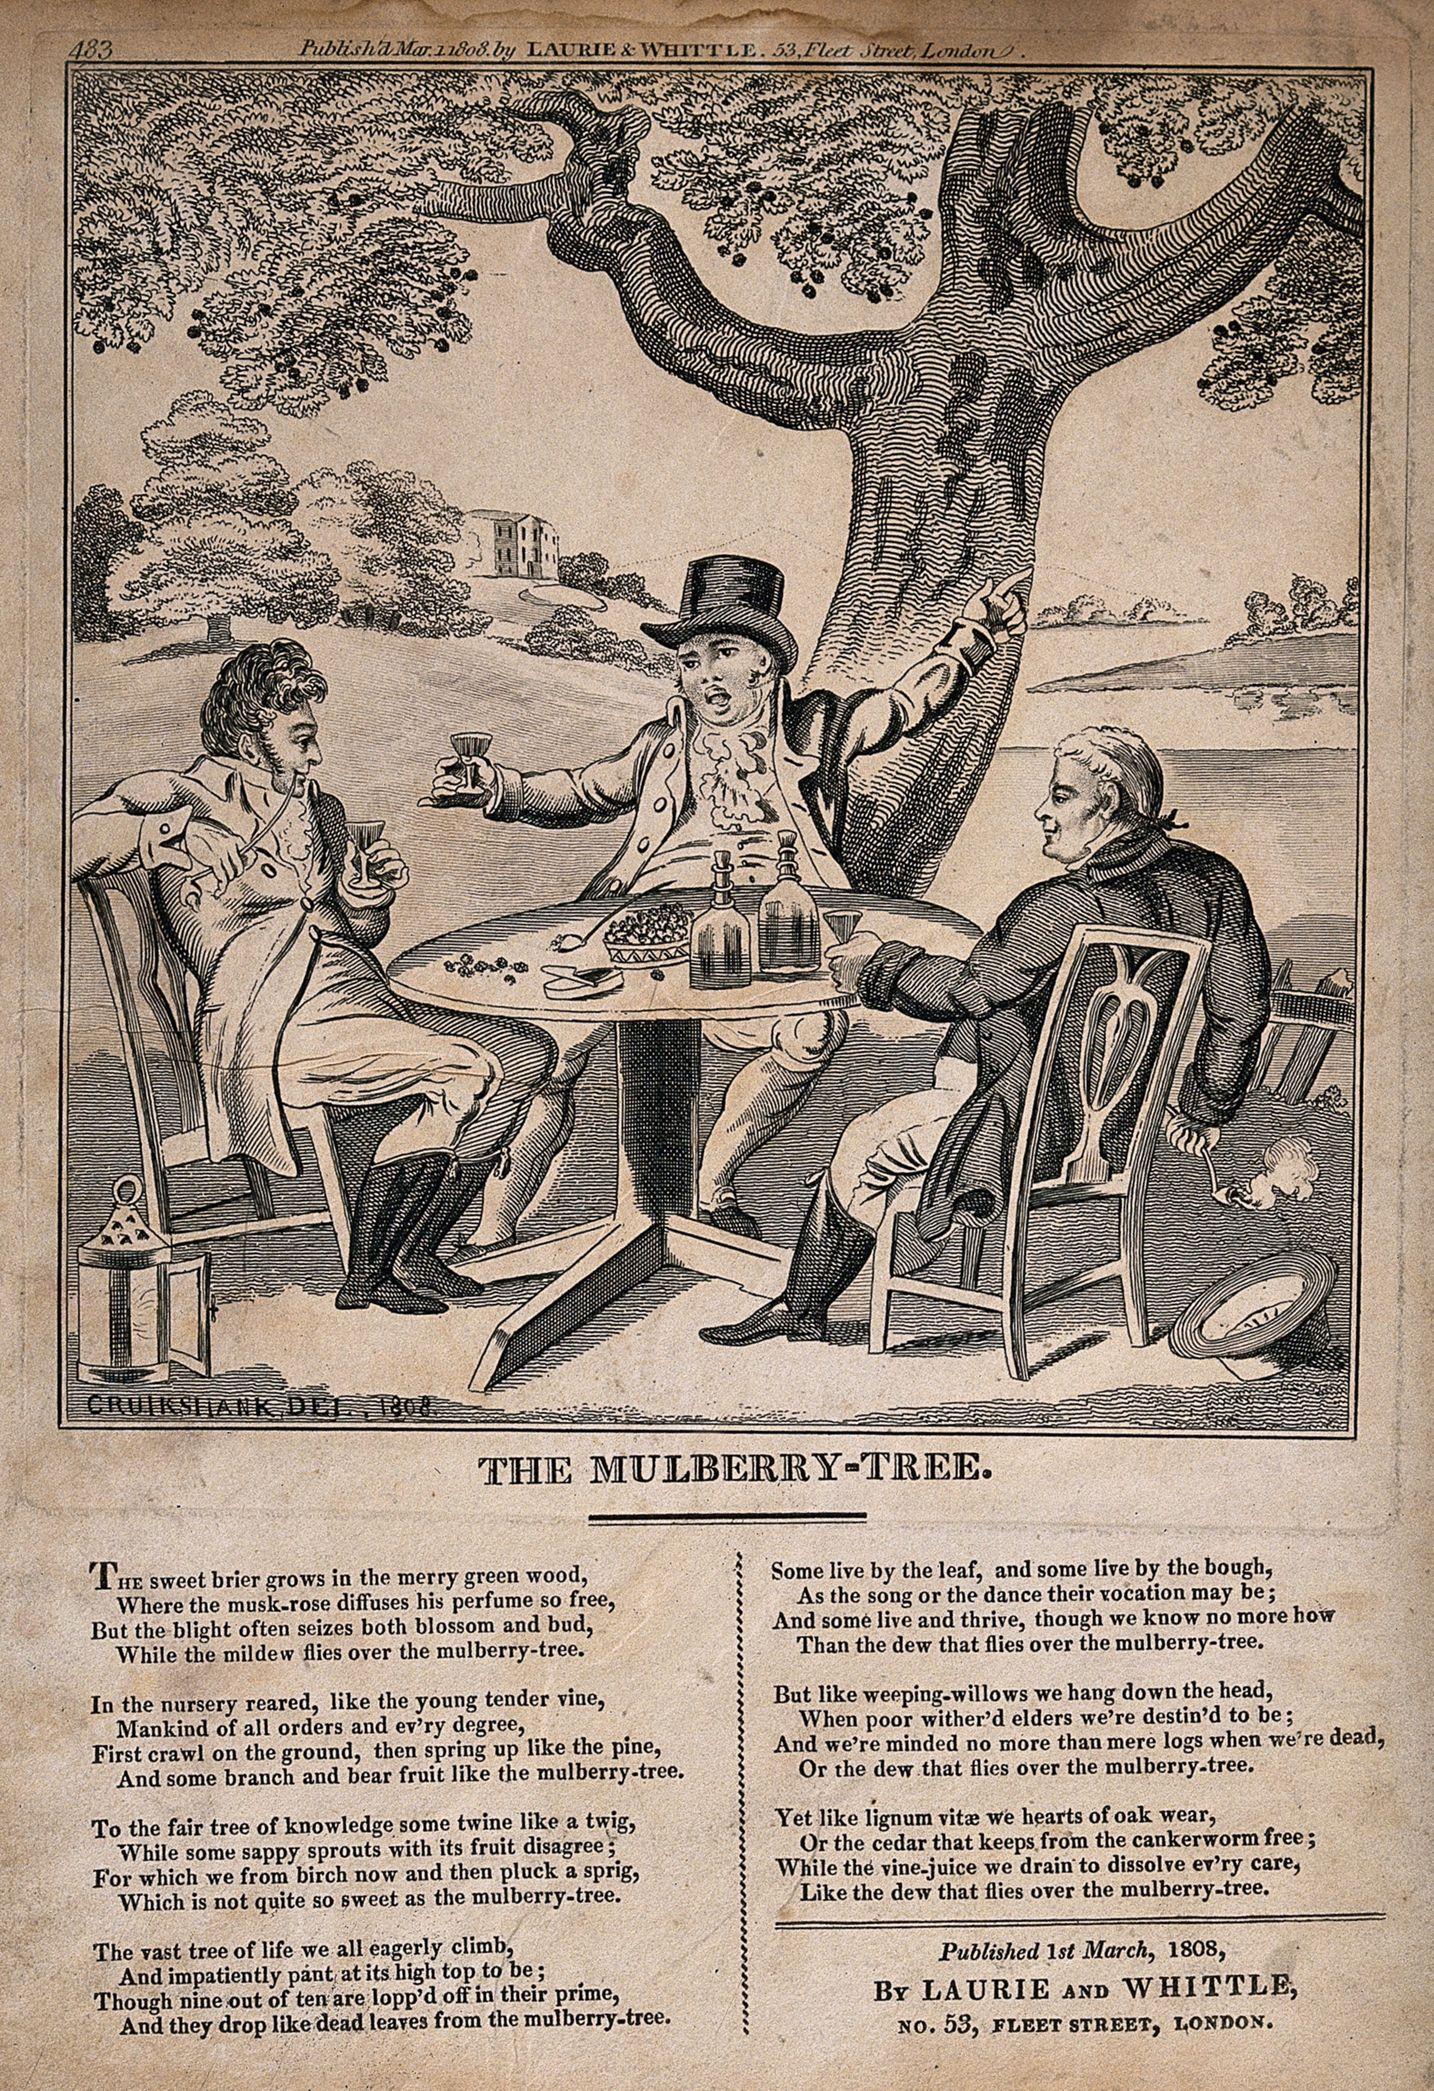 483
Publish'd Mar. 1 1808. by LAURIE & WHITTLE. 53, Fleet Street, London.
CRUIKSHANK DEL. 1808.
THE MULBERRY-TREE.
THE sweet brier grows in the merry green wood,
Where the musk-rose diffuses his perfume so free,
But the blight often seizes both blossom and bud,
While the mildew flies over the mulberry-tree.
In the nursery reared, like the young tender vine,
Mankind of all orders and ev'ry degree,
First crawl on the ground, then spring up like the pine,
And some branch and bear fruit like the mulberry-tree.
To the fair tree of knowledge some twine like a twig,
While some sappy sprouts with its fruit disagree;
For which we from birch now and then pluck a sprig,
Which is not quite so sweet as the mulberry-tree.
The vast tree of life we all eagerly climb,
And impatiently pant at its high top to be;
Though nine out of ten are lopp'd off in their prime,
And they drop like dead leaves from the mulberry-tree.
Some live by the leaf, and some live by the bough,
As the song or the dance their vocation may be;
And some live and thrive, though we know no more how
Than the dew that flies over the mulberry-tree.
But like weeping-willows we hang down the head,
When poor wither'd elders we're destin'd to be;
And we're minded no more than mere logs when we're dead,
Or the dew that flies over the mulberry-tree.
Yet like lignum vitæ we hearts of oak wear,
Or the cedar that keeps from the cankerworm free;
While the vine-juice we drain to dissolve ev'ry care,
Like the dew that flies over the mulberry-tree.
Published 1st March, 1808,
BY LAURIE AND WHITTLE,
NO. 53, FLEET STREET, LONDON.